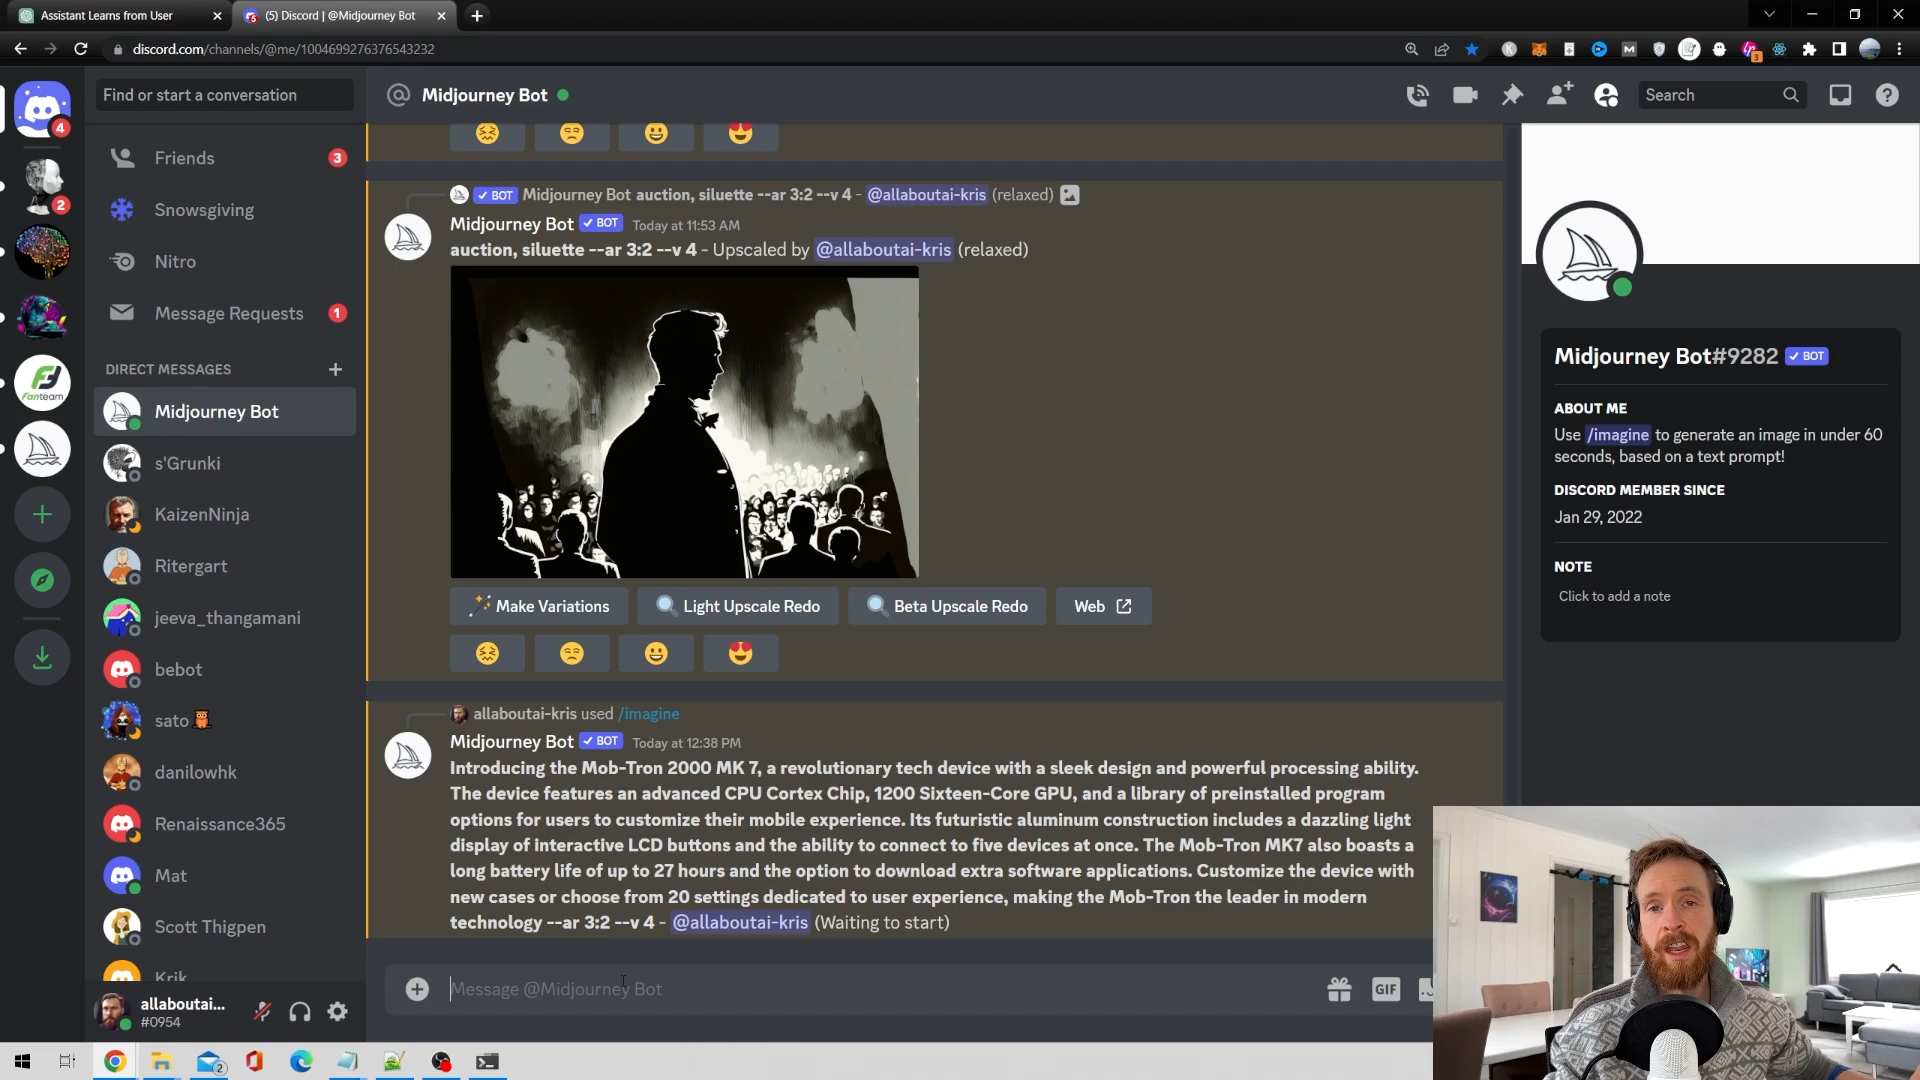 Assistant Learns from User
(5) Discord | @Midjourney Bot
discord.com/channels/@me/1004699276376543232
3
Find or start a conversation
Midjourney Bot
Search
4
Friends
3
2
Snowsgiving
Nitro
Message Requests
1
DIRECT MESSAGES
Fanteam
Midjourney Bot
s'Grunki
KaizenNinja
Ritergart
jeeva_thangamani
bebot
sato
danilowhk
Renaissance365
Mat
Scott Thigpen
Krik
allaboutai...
#0954
BOT Midjourney Bot auction, siluette --ar 3:2 --v 4 - @allaboutai-kris (relaxed)
Midjourney Bot BOT Today at 11:53 AM
auction, siluette --ar 3:2 --v 4 - Upscaled by @allaboutai-kris (relaxed)
Make Variations
Light Upscale Redo
Beta Upscale Redo
Web
allaboutai-kris used /imagine
Midjourney Bot BOT Today at 12:38 PM
Introducing the Mob-Tron 2000 MK 7, a revolutionary tech device with a sleek design and powerful processing ability.
The device features an advanced CPU Cortex Chip, 1200 Sixteen-Core GPU, and a library of preinstalled program
options for users to customize their mobile experience. Its futuristic aluminum construction includes a dazzling light
display of interactive LCD buttons and the ability to connect to five devices at once. The Mob-Tron MK7 also boasts a
long battery life of up to 27 hours and the option to download extra software applications. Customize the device with
new cases or choose from 20 settings dedicated to user experience, making the Mob-Tron the leader in modern
technology --ar 3:2 --v 4 - @allaboutai-kris (Waiting to start)
Message @Midjourney Bot
GIF
Midjourney Bot#9282 BOT
ABOUT ME
Use /imagine to generate an image in under 60
seconds, based on a text prompt!
DISCORD MEMBER SINCE
Jan 29, 2022
NOTE
Click to add a note
2